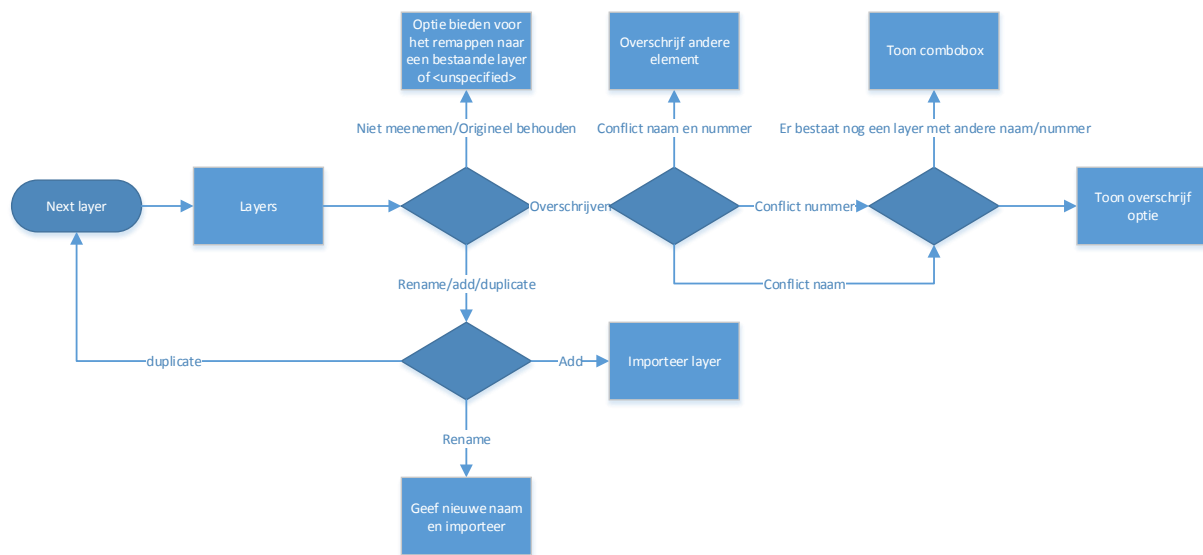 Optie bieden voor
het remappen naar
een bestaande layer
of <unspecified>
Overschrijf andere
element
Toon combobox
Niet meenemen/Origineel behouden
Conflict naam en nummer
Er bestaat nog een layer met andere naam/nummer
Next layer
Layers
Overschrijven
Conflict nummer
Toon overschrijf
optie
Rename/add/duplicate
Conflict naam
duplicate
Add
Importeer layer
Rename
Geef nieuwe naam
en importeer